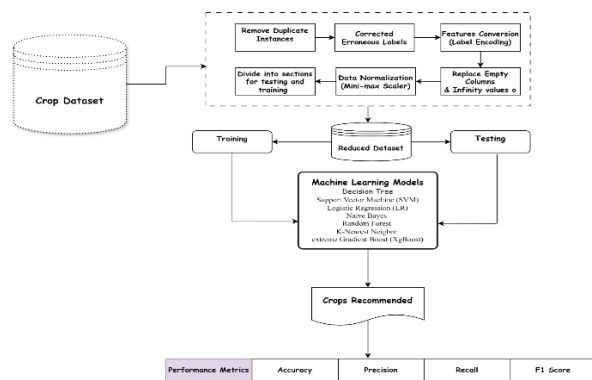 Remove Duplicate
Instances
Corrected
Erroneous Labels
Features Conversion
(Label Encoding)
Crop Dataset
Divide into sections
for testing and
training
Data Normalization
(Mini-max Scaler)
Replace Empty
Columns
& Infinity values o
Training
Reduced Dataset
Testing
Machine Learning Models
Decision Tree
Support Vector Machine (SVM)
Logistic Regression (LR)
Naive Bayes
Random Forest
K-Nearest Neigbor
extreme Gradient Boost (XgBoost)
Crops Recommended
Performance Metrics
Accuracy
Precision
Recall
F1 Score